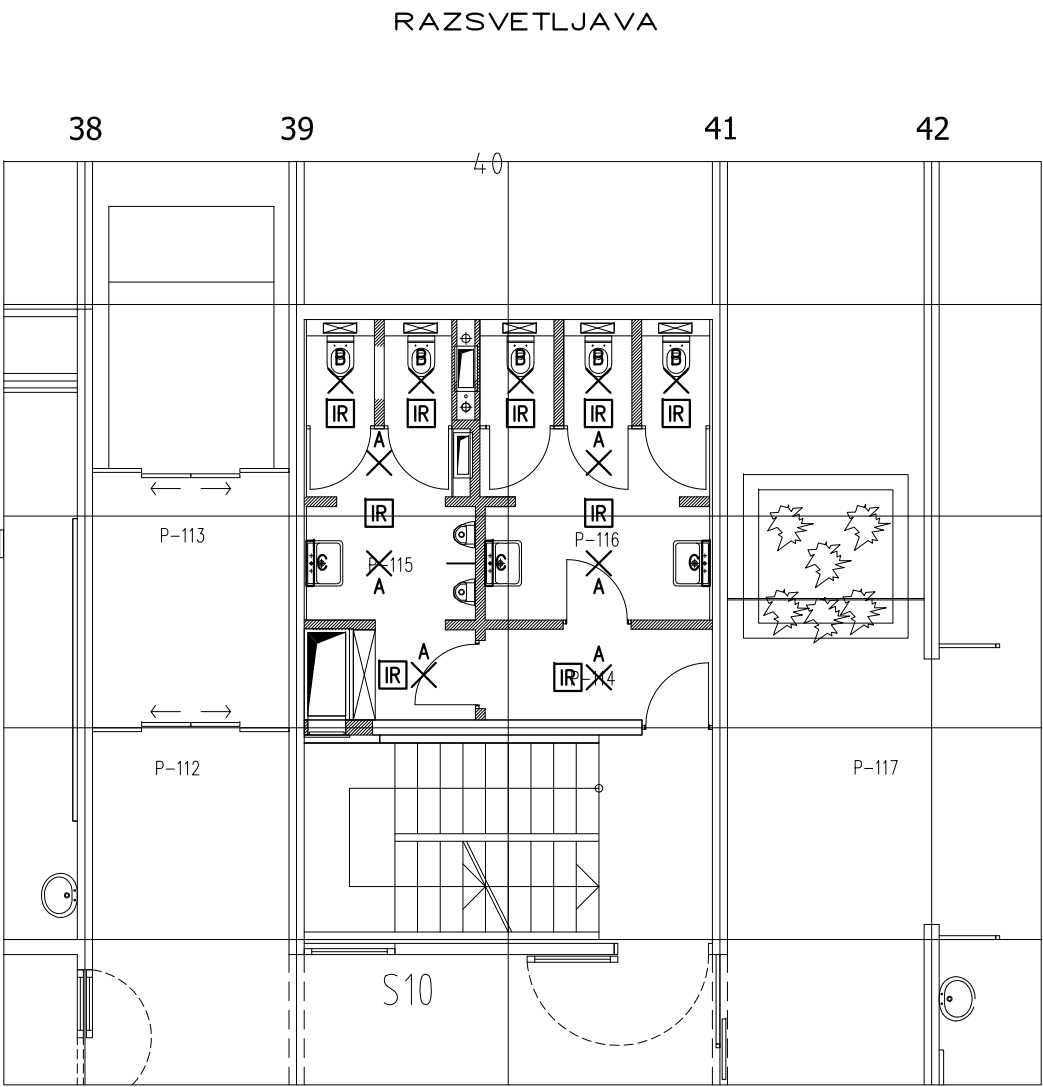 RAZSVETLJAVA
38 39 41 42
40
B B B B B
IR IR IR IR IR
A A
IR IR
P-113 P-116
C P-115 C C
A A
A A
IR IR P-114
P-112 P-117
S10